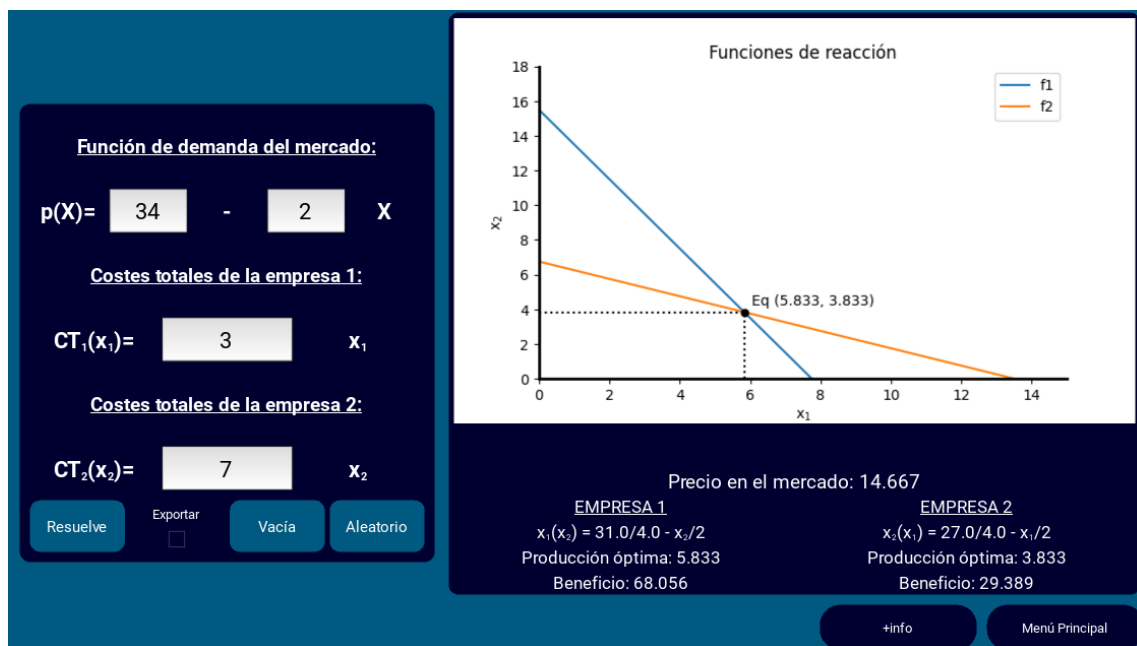 Función de demanda del mercado:
p(X)= 34 - 2 X
Costes totales de la empresa 1:
CT₁(x₁)= 3 x₁
Costes totales de la empresa 2:
CT₂(x₂)= 7 x₂
Resuelve
Exportar
Vacía
Aleatorio
Funciones de reacción
f1
f2
18
16
14
12
10
8
6
4
2
0
x₂
Eq (5.833, 3.833)
0 2 4 6 8 10 12 14
x₁
Precio en el mercado: 14.667
EMPRESA 1
x₁(x₂) = 31.0/4.0 - x₂/2
Producción óptima: 5.833
Beneficio: 68.056
EMPRESA 2
x₂(x₁) = 27.0/4.0 - x₁/2
Producción óptima: 3.833
Beneficio: 29.389
+info
Menú Principal